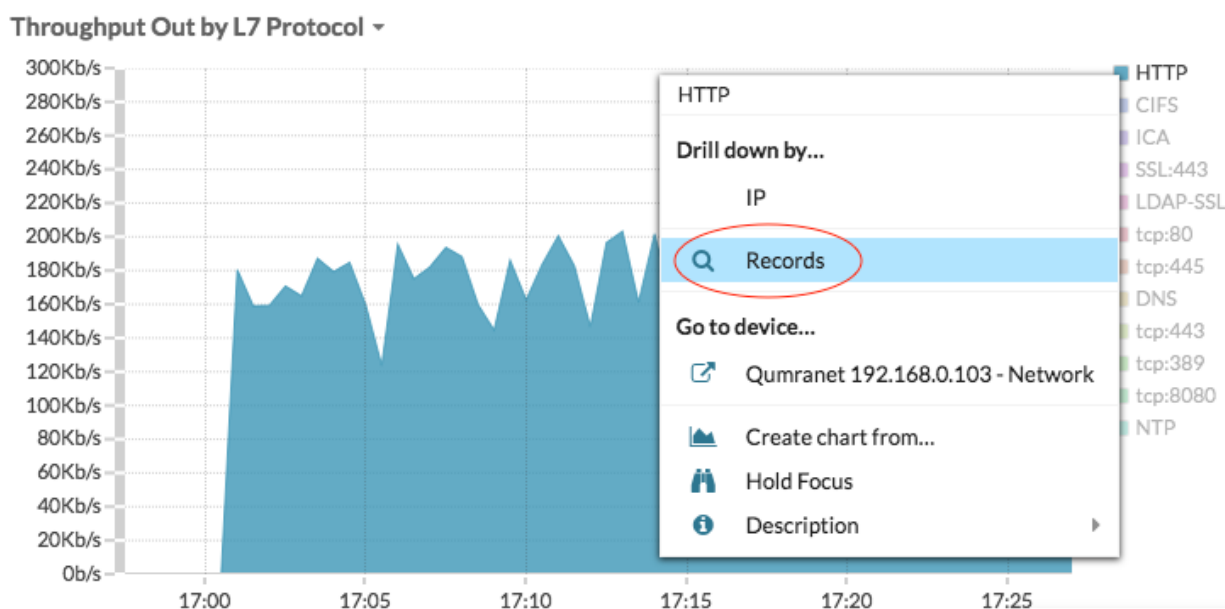 Throughput Out by L7 Protocol
300Kb/s
280Kb/s
260Kb/s
240Kb/s
220Kb/s
200Kb/s
180Kb/s
160Kb/s
140Kb/s
120Kb/s
100Kb/s
80Kb/s
60Kb/s
40Kb/s
20Kb/s
0b/s
17:00
17:05
17:10
17:15
17:20
17:25
HTTP
Drill down by...
IP
Records
Go to device...
Qumranet 192.168.0.103 - Network
Create chart from...
Hold Focus
Description
HTTP
CIFS
ICA
SSL:443
LDAP-SSL
tcp:80
tcp:445
DNS
tcp:443
tcp:389
tcp:8080
NTP